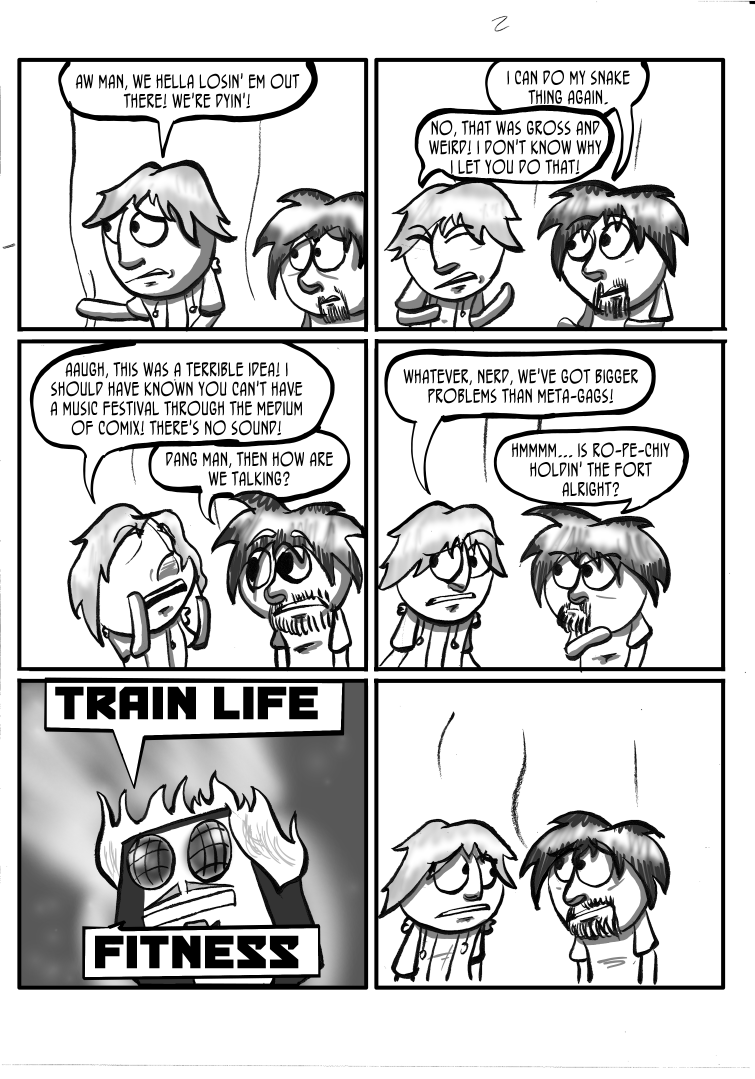 2
AW MAN, WE HELLA LOSIN' EM OUT
THERE! WE'RE DYIN'!
I CAN DO MY SNAKE
THING AGAIN.
NO, THAT WAS GROSS AND
WEIRD! I DON'T KNOW WHY
I LET YOU DO THAT!
AAUGH, THIS WAS A TERRIBLE IDEA! I
SHOULD HAVE KNOWN YOU CAN'T HAVE
A MUSIC FESTIVAL THROUGH THE MEDIUM
OF COMIX! THERE'S NO SOUND!
DANG MAN, THEN HOW ARE
WE TALKING?
WHATEVER, NERD, WE'VE GOT BIGGER
PROBLEMS THAN META-GAGS!
HMMMM... IS RO-PE-CHIY
HOLDIN' THE FORT
ALRIGHT?
TRAIN LIFE
FITNESS